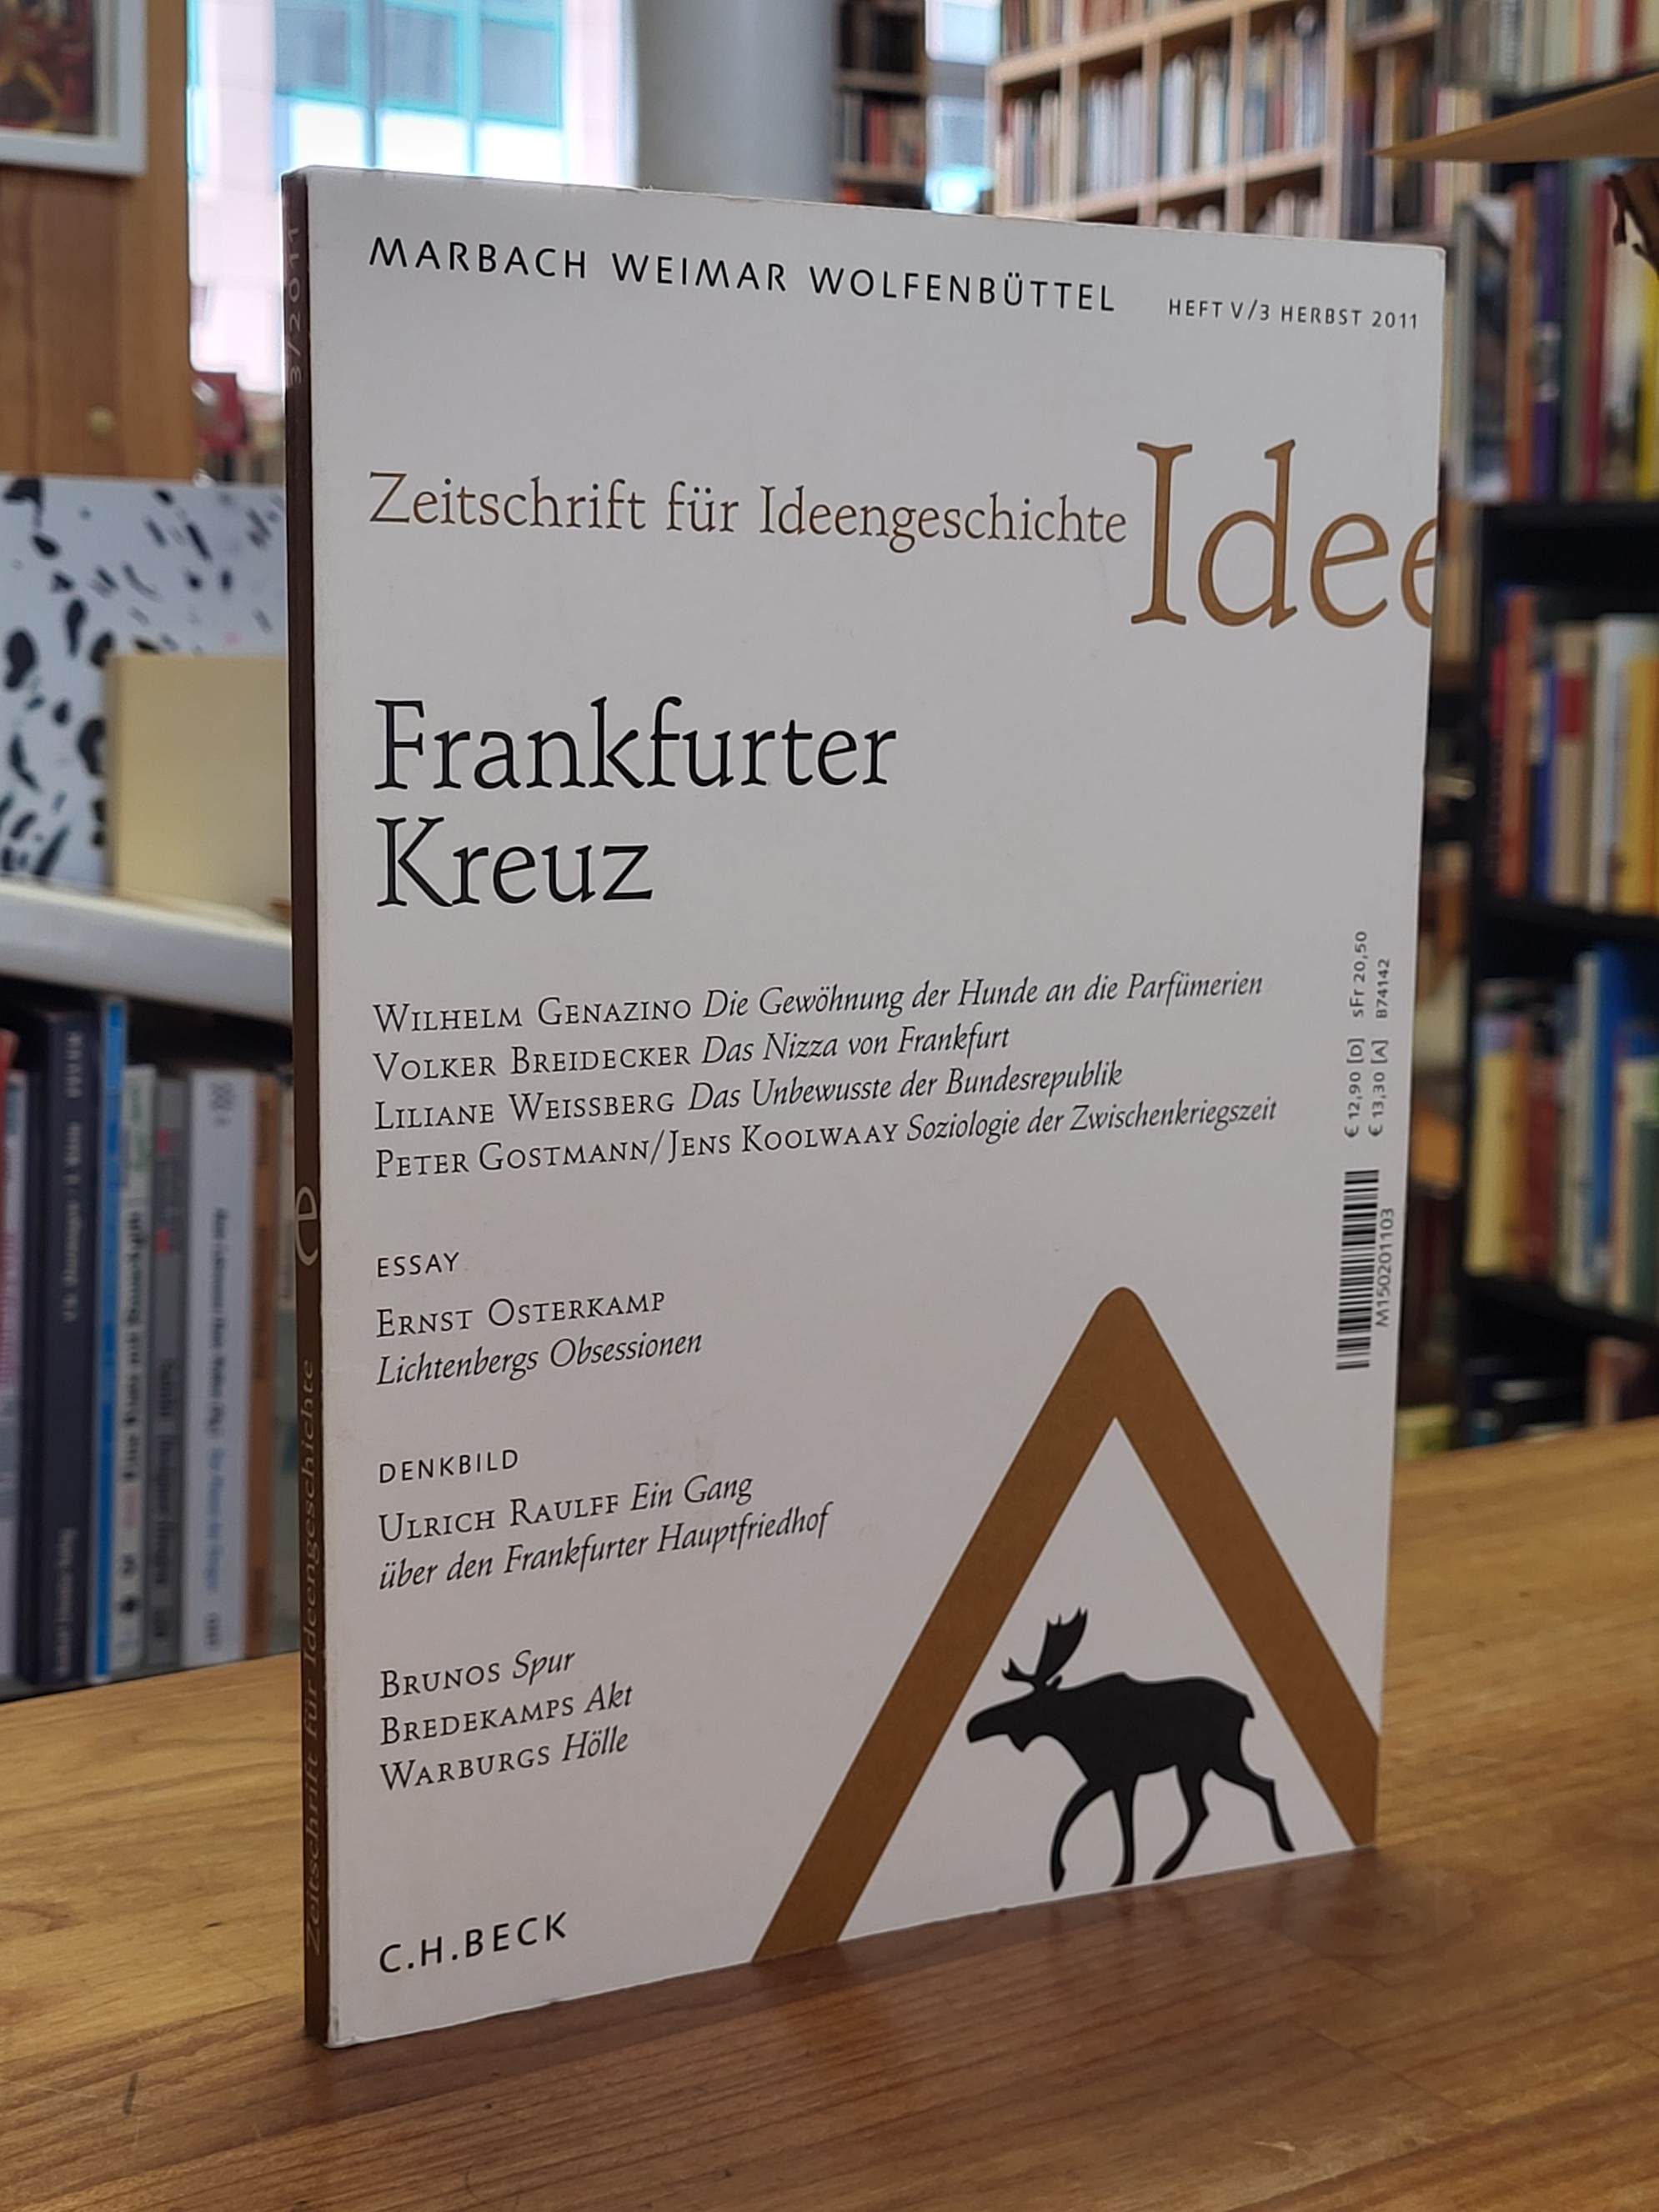 MARBACH WEIMAR WOLFENBÜTTEL
HEFT V/3 HERBST 2011
Zeitschrift für Ideengeschichte
Idee
Frankfurter
Kreuz
WILHELM GENAZINO Die Gewöhnung der Hunde an die Parfümerien
VOLKER BREIDECKER Das Nizza von Frankfurt
LILIANE WEISSBERG Das Unbewusste der Bundesrepublik
PETER GOSTMANN/JENS KOOLWAAY Soziologie der Zwischenkriegszeit
€ 12,90 [D] sFr 20,50
€ 13,30 [A] B74142
M150201103
ESSAY
ERNST OSTERKAMP
Lichtenbergs Obsessionen
DENKBILD
ULRICH RAULFF Ein Gang
über den Frankfurter Hauptfriedhof
BRUNOS Spur
BREDEKAMPS Akt
WARBURGS Hölle
C.H.BECK
3/2011
Zeitschrift für Ideengeschichte